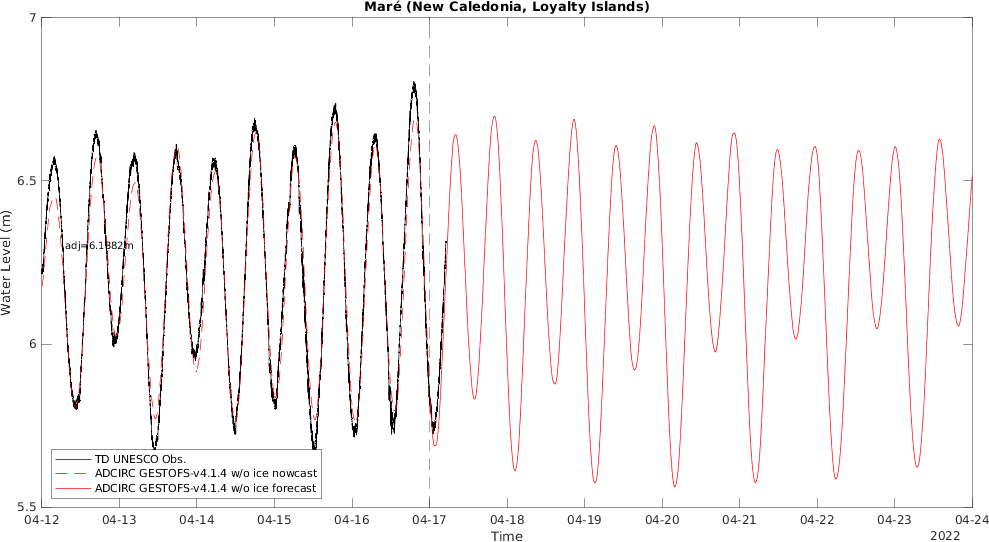 Maré (New Caledonia, Loyalty Islands)
7
6.5
6
5.5
Water Level (m)
adj=6.1382m
TD UNESCO Obs.
ADCIRC GESTOFS-v4.1.4 w/o ice nowcast
ADCIRC GESTOFS-v4.1.4 w/o ice forecast
04-12 04-13 04-14 04-15 04-16 04-17 04-18 04-19 04-20 04-21 04-22 04-23 04-24
Time
2022